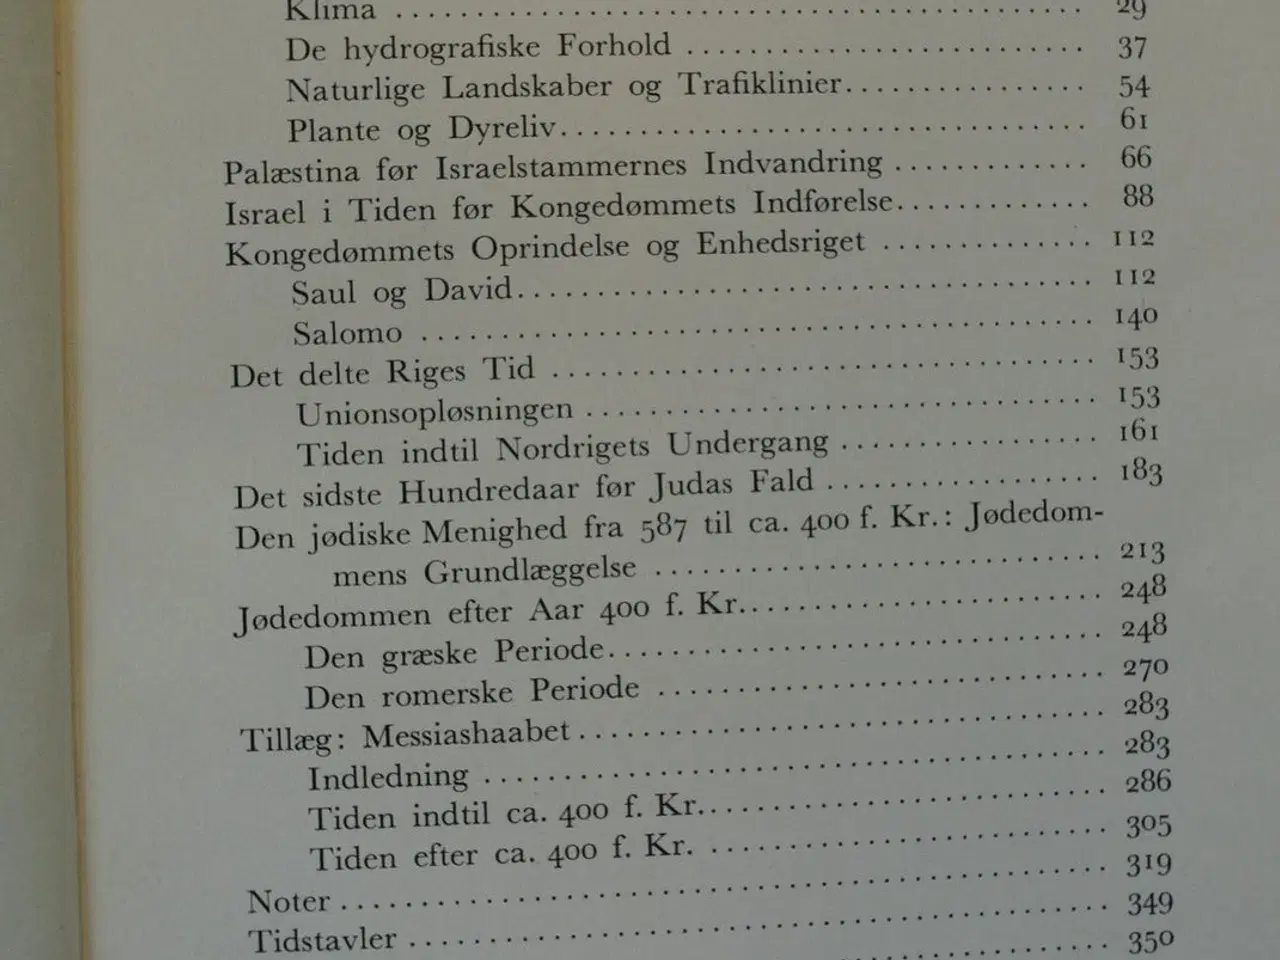 Klima ........................................ 29
De hydrografiske Forhold ........................ 37
Naturlige Landskaber og Trafiklinier............... 54
Plante og Dyreliv................................ 61
Palæstina før Israelstammernes Indvandring ............ 66
Israel i Tiden før Kongedømmets Indførelse............ 88
Kongedømmets Oprindelse og Enhedsriget ............ 112
Saul og David.................................. 112
Salomo ....................................... 140
Det delte Riges Tid ............................ 153
Unionsopløsningen ............................. 153
Tiden indtil Nordrigets Undergang ................ 161
Det sidste Hundredaar før Judas Fald ................ 183
Den jødiske Menighed fra 587 til ca. 400 f. Kr.: Jødedom-
mens Grundlæggelse ............................ 213
Jødedommen efter Aar 400 f. Kr...................... 248
Den græske Periode............................. 248
Den romerske Periode .......................... 270
Tillæg: Messiashaabet.............................. 283
Indledning .................................... 283
Tiden indtil ca. 400 f. Kr........................ 286
Tiden efter ca. 400 f. Kr. ...................... 305
Noter .......................................... 319
Tidstavler ...................................... 349
350